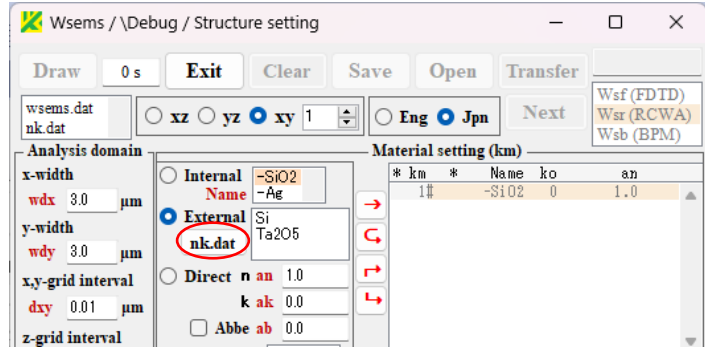 Wsems / \Debug / Structure setting
Draw 0 s Exit Clear Save Open Transfer
wsems.dat
nk.dat
xz yz xy 1
Eng Jpn Next
Wsf (FDTD)
Wsr (RCWA)
Wsb (BPM)
Analysis domain
x-width
wdx 3.0 μm
y-width
wdy 3.0 μm
x,y-grid interval
dxy 0.01 μm
z-grid interval
Internal
Name
-SiO2
-Ag
External
nk.dat
Si
Ta2O5
Direct n an 1.0
k ak 0.0
Abbe ab 0.0
Material setting (km)
* km * Name ko an
1# -SiO2 0 1.0